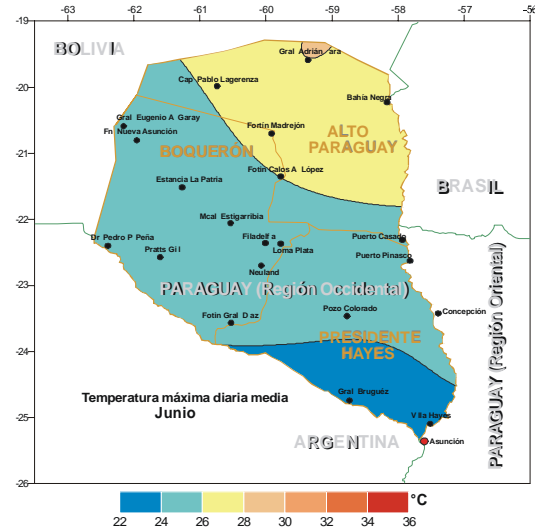 -63 -62 -61 -60 -59 -58 -57 -56 -55
-19
BOLIVIA
Gral Adrián Jara
Cap Pablo Lagerenza
-20
Bahía Negra
Gral Eugenio A Garay
Fortín Madrejón
Fn Nueva Asunción
ALTO
PARAGUAY
-21
BOQUERÓN
Fotín Calos A López
Estancia La Patria
BRASIL
-22
Mcal Estigarribia
Dr Pedro P Peña
Filadelfia
Loma Plata
Puerto Casado
Pratts Gill
Puerto Pinasco
Neuland
-23
PARAGUAY (Región Occidental)
Pozo Colorado
Concepción
Fotín Gral Díaz
PRESIDENTE
HAYES
PARAGUAY (Región Oriental)
-24
Temperatura máxima diaria media
Junio
Gral Bruguéz
-25
Villa Hayes
ARGENTINA
Asunción
-26
°C
22 24 26 28 30 32 34 36